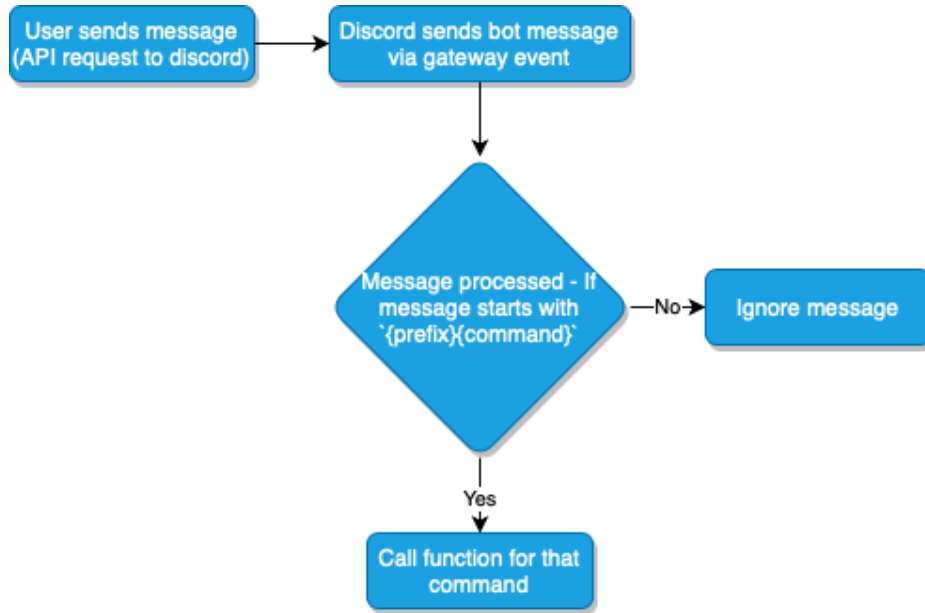 User sends message
(API request to discord)
Discord sends bot message
via gateway event
Message processed - If
message starts with
`{prefix}{command}`
No
Ignore message
Yes
Call function for that
command